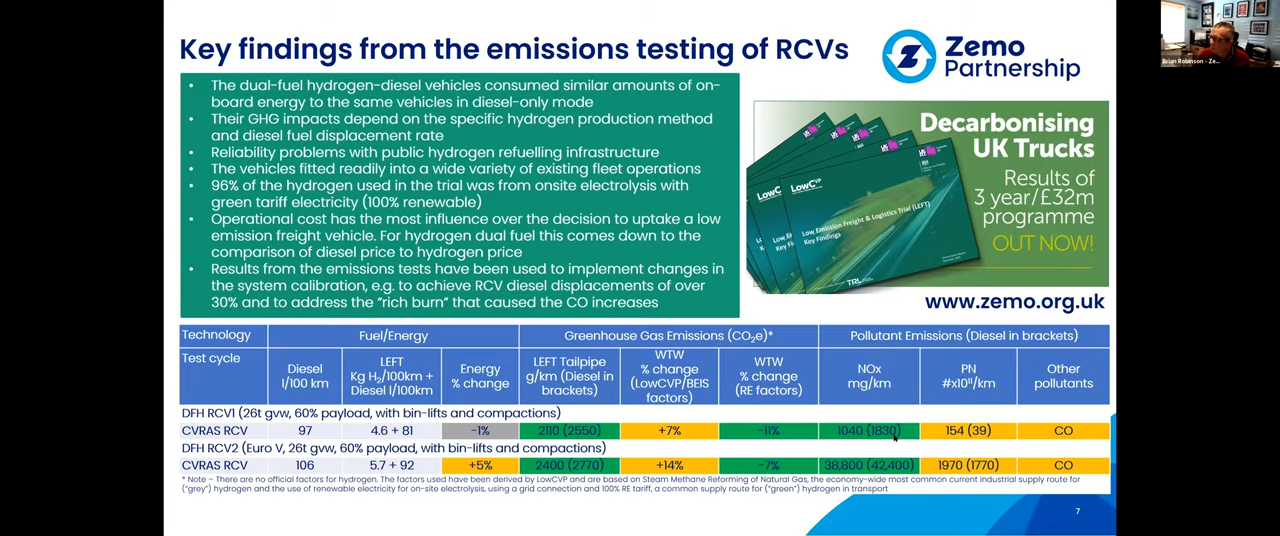 Key findings from the emissions testing of RCVs
Zemo
Partnership
Brian Robinson - Ze...
• The dual-fuel hydrogen-diesel vehicles consumed similar amounts of on-
board energy to the same vehicles in diesel-only mode
• Their GHG impacts depend on the specific hydrogen production method
and diesel fuel displacement rate
• Reliability problems with public hydrogen refuelling infrastructure
• The vehicles fitted readily into a wide variety of existing fleet operations
• 96% of the hydrogen used in the trial was from onsite electrolysis with
green tariff electricity (100% renewable)
• Operational cost has the most influence over the decision to uptake a low
emission freight vehicle. For hydrogen dual fuel this comes down to the
comparison of diesel price to hydrogen price
• Results from the emissions tests have been used to implement changes in
the system calibration, e.g. to achieve RCV diesel displacements of over
30% and to address the "rich burn" that caused the CO increases
Decarbonising
UK Trucks
Results of
3 year/£32m
programme
OUT NOW!
LowCVP
Low Emission Freight & Logistics Trial (LEFT)
Key Findings
TRL
www.zemo.org.uk
Technology Fuel/Energy Greenhouse Gas Emissions (CO₂e)* Pollutant Emissions (Diesel in brackets)
Test cycle
Diesel
l/100 km
LEFT
Kg H₂/100km +
Diesel l/100km
Energy
% change
LEFT Tailpipe
g/km (Diesel in
brackets)
WTW
% change
(LowCVP/BEIS
factors)
WTW
% change
(RE factors)
NOx
mg/km
PN
#x10¹¹/km
Other
pollutants
DFH RCV1 (26t gvw, 60% payload, with bin-lifts and compactions)
CVRAS RCV 97 4.6 + 81 -1% 2110 (2550) +7% -11% 1040 (1830) 154 (39) CO
DFH RCV2 (Euro V, 26t gvw, 60% payload, with bin-lifts and compactions)
CVRAS RCV 106 5.7 + 92 +5% 2400 (2770) +14% -7% 38,800 (42,400) 1970 (1770) CO
* Note – There are no official factors for hydrogen. The factors used have been derived by LowCVP and are based on Steam Methane Reforming of Natural Gas, the economy-wide most common current industrial supply route for
("grey") hydrogen and the use of renewable electricity for on-site electrolysis, using a grid connection and 100% RE tariff, a common supply route for ("green") hydrogen in transport
7